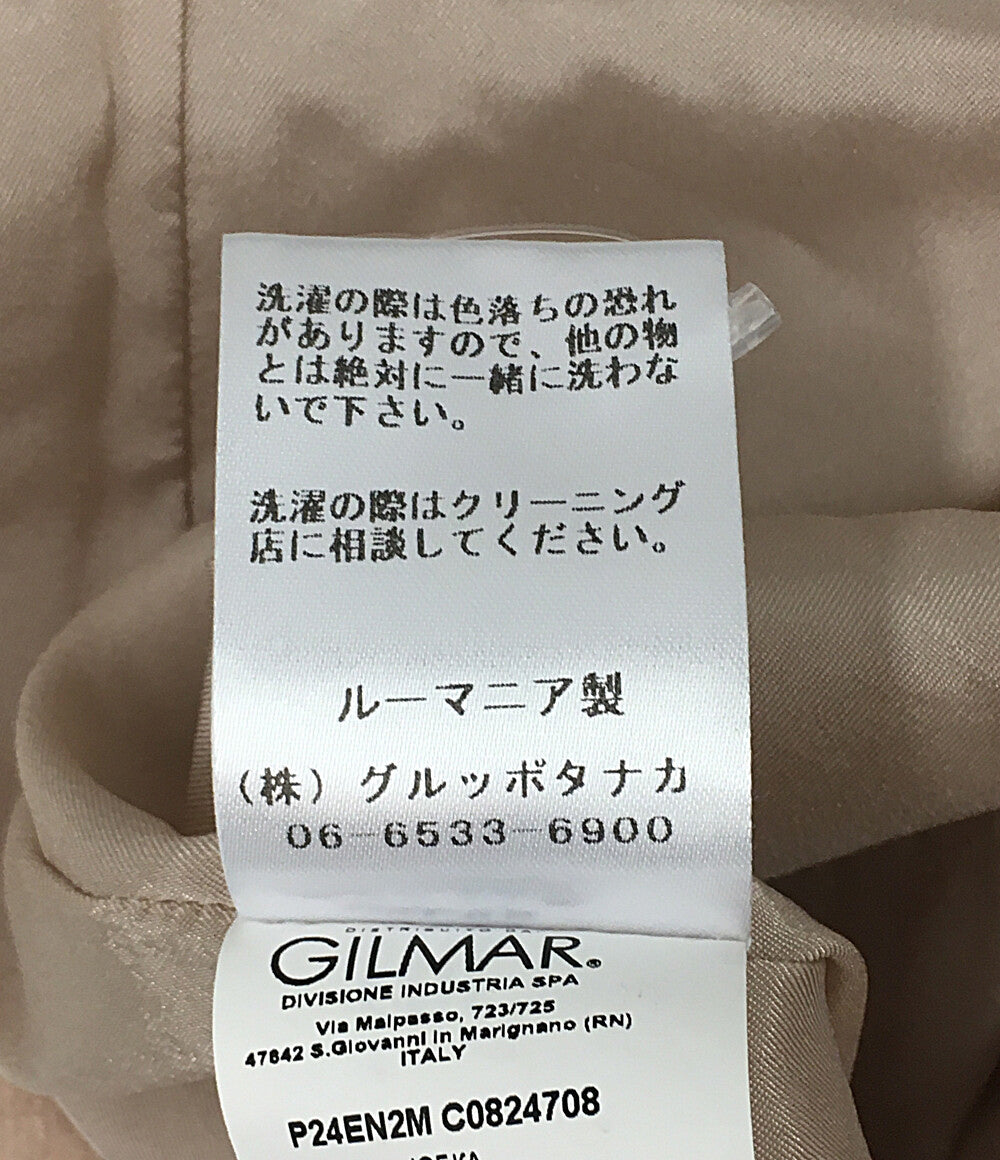 洗濯の際は色落ちの恐れ
がありますので、他の物
とは絶対に一緒に洗わな
いで下さい。
洗濯の際はクリーニング
店に相談してください。
ルーマニア製
(株)グルッポタナカ
06-6533-6900
DISTRIBUITO DA
GILMAR®
DIVISIONE INDUSTRIA SPA
Via Malpasso, 723/725
47842 S.Giovanni in Marignano (RN)
ITALY
P24EN2M C0824708